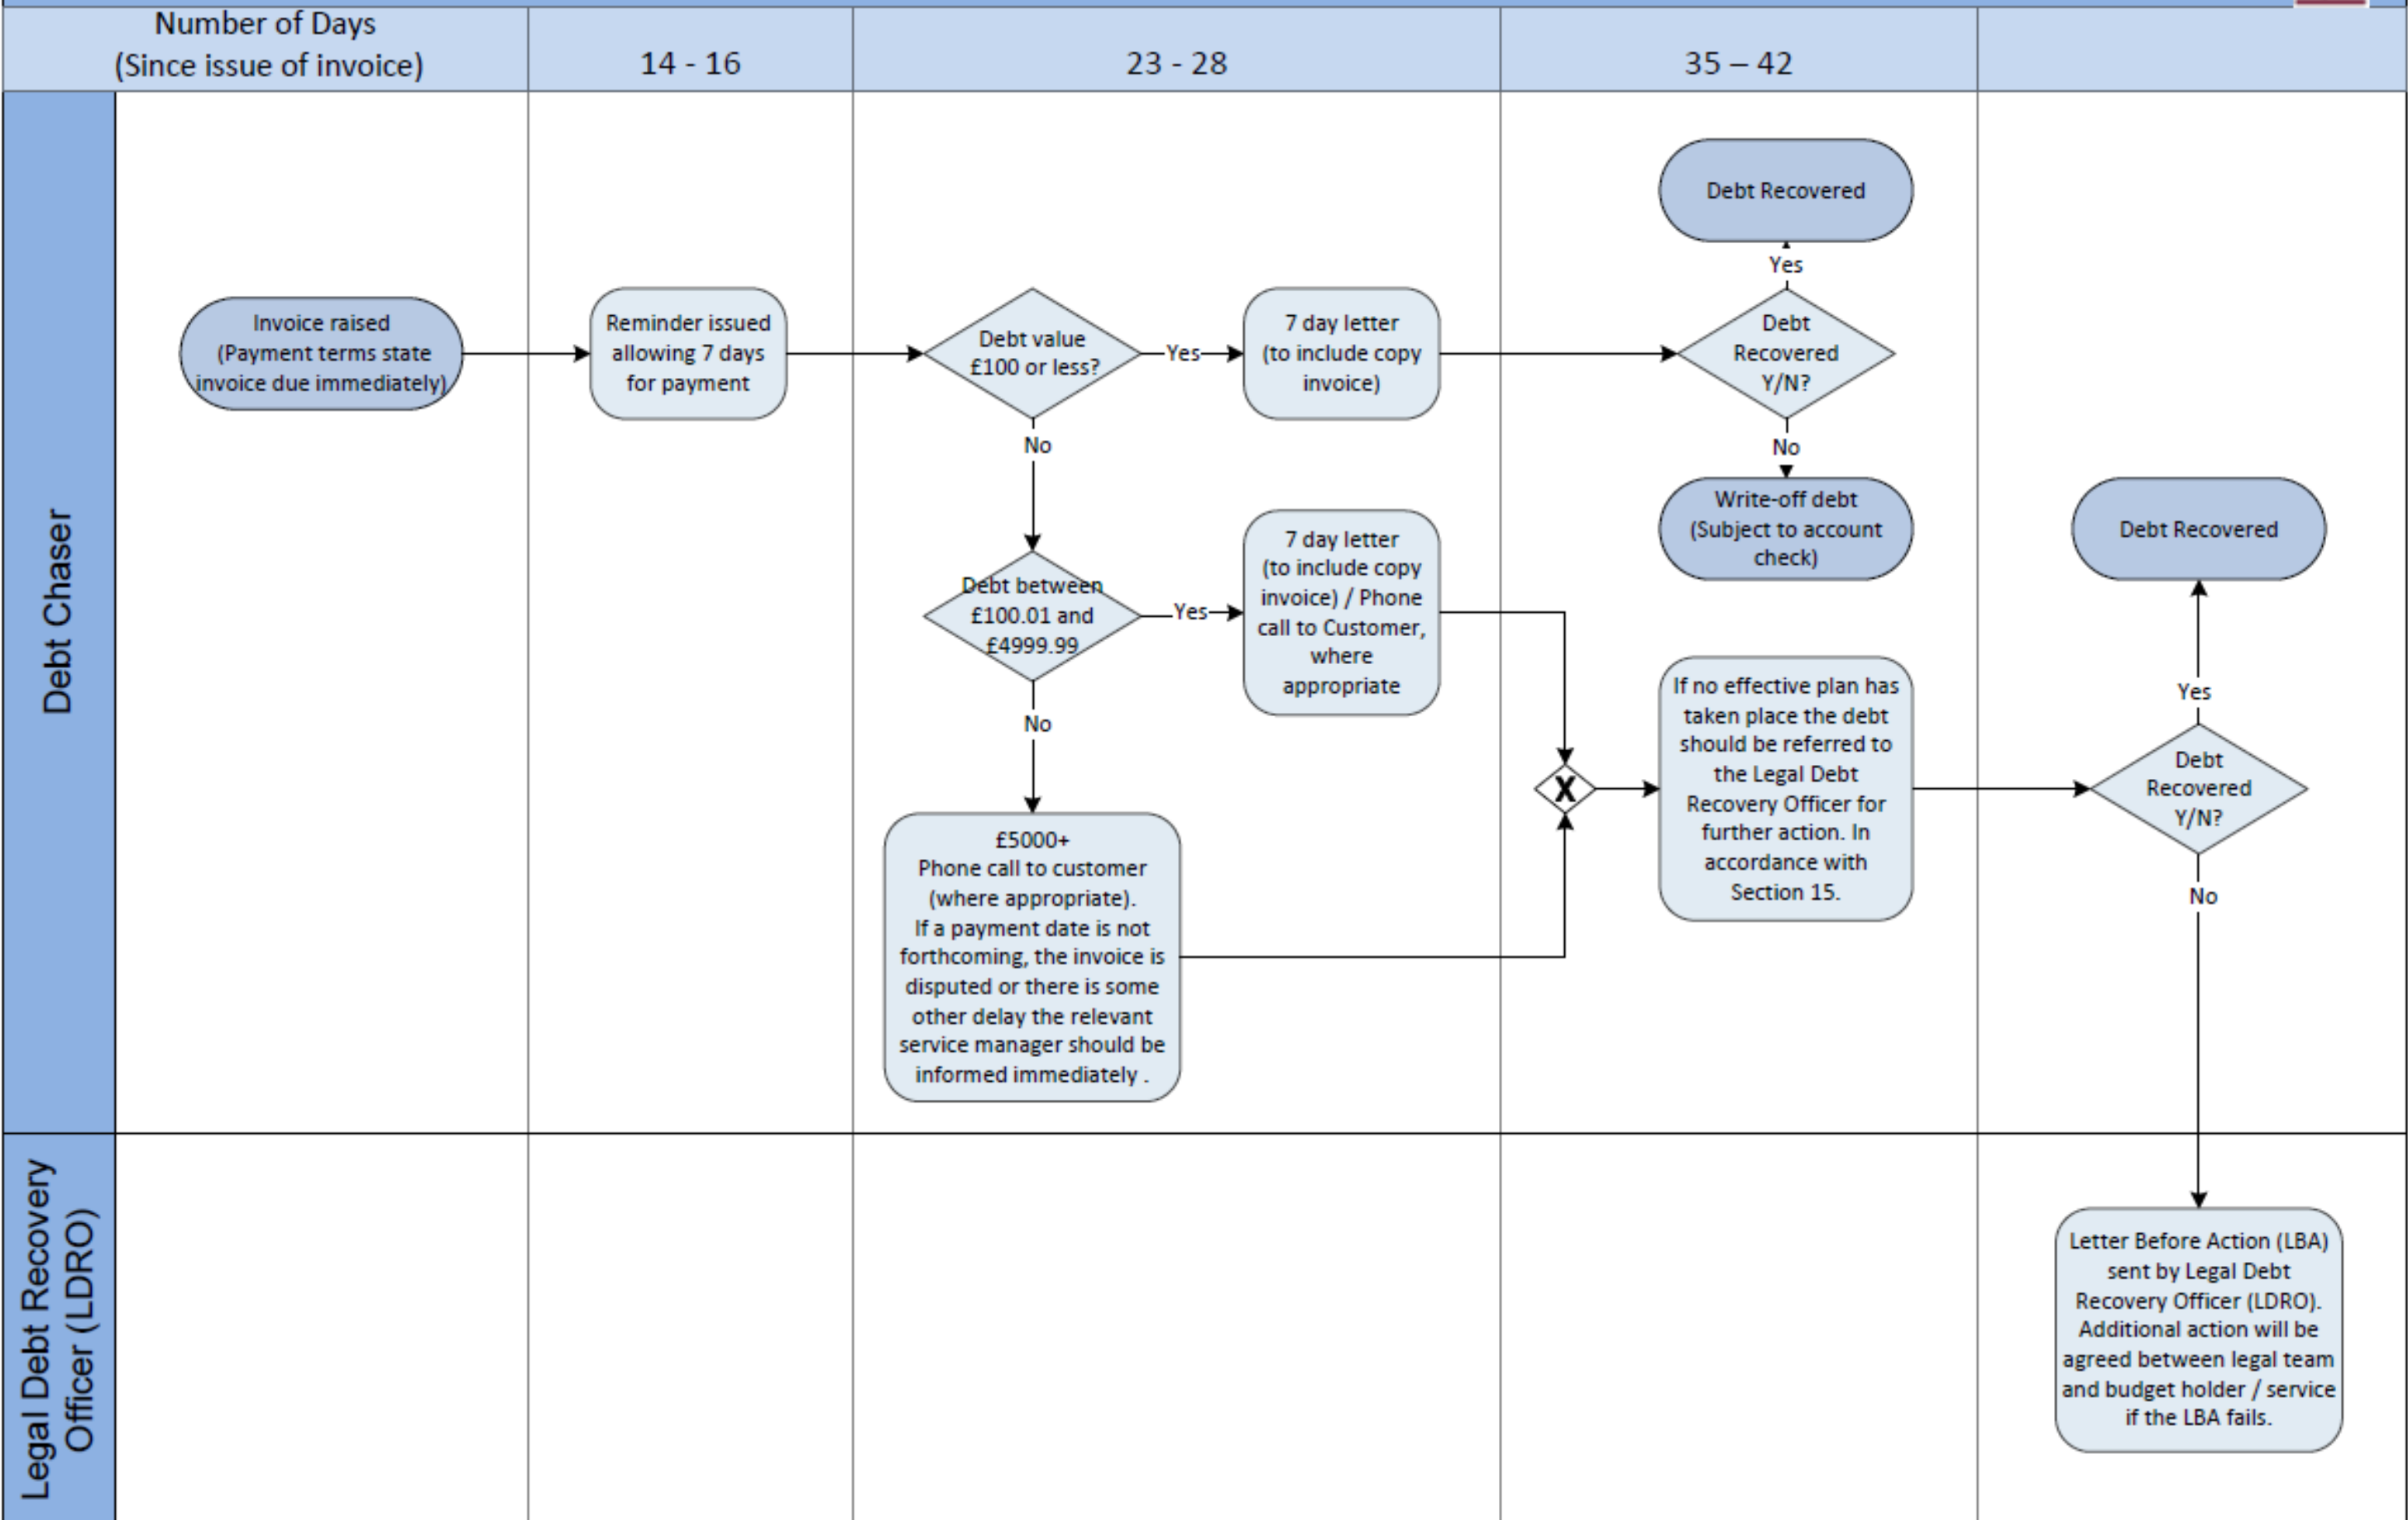 Number of Days
(Since issue of invoice)
14 - 16
23 - 28
35 – 42
Debt Chaser
Invoice raised
(Payment terms state
invoice due immediately)
Reminder issued
allowing 7 days
for payment
Debt value
£100 or less?
Yes
7 day letter
(to include copy
invoice)
Debt
Recovered
Y/N?
Yes
Debt Recovered
No
Write-off debt
(Subject to account
check)
No
Debt between
£100.01 and
£4999.99
Yes
7 day letter
(to include copy
invoice) / Phone
call to Customer,
where
appropriate
No
£5000+
Phone call to customer
(where appropriate).
If a payment date is not
forthcoming, the invoice is
disputed or there is some
other delay the relevant
service manager should be
informed immediately .
X
If no effective plan has
taken place the debt
should be referred to
the Legal Debt
Recovery Officer for
further action. In
accordance with
Section 15.
Debt
Recovered
Y/N?
Yes
Debt Recovered
No
Legal Debt Recovery
Officer (LDRO)
Letter Before Action (LBA)
sent by Legal Debt
Recovery Officer (LDRO).
Additional action will be
agreed between legal team
and budget holder / service
if the LBA fails.